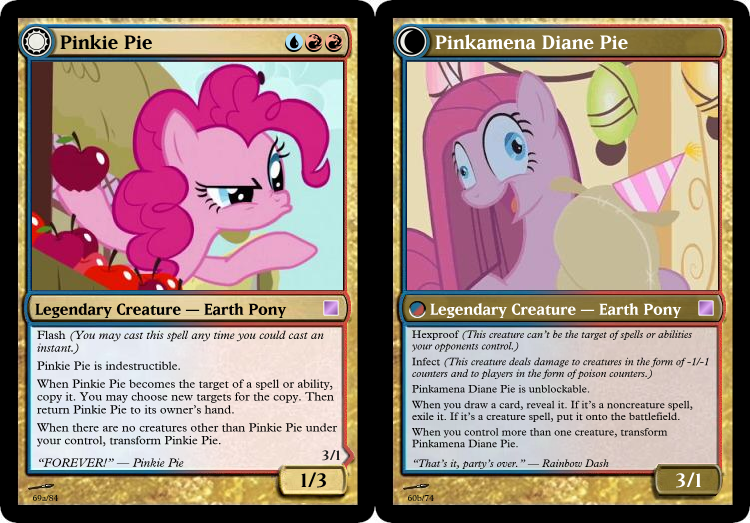 Pinkie Pie
Legendary Creature — Earth Pony
Flash (You may cast this spell any time you could cast an
instant.)
Pinkie Pie is indestructible.
When Pinkie Pie becomes the target of a spell or ability,
copy it. You may choose new targets for the copy. Then
return Pinkie Pie to its owner's hand.
When there are no creatures other than Pinkie Pie under
your control, transform Pinkie Pie.
3/1
"FOREVER!" — Pinkie Pie
1/3
69a/84
Pinkamena Diane Pie
Legendary Creature — Earth Pony
Hexproof (This creature can't be the target of spells or abilities
your opponents control.)
Infect (This creature deals damage to creatures in the form of -1/-1
counters and to players in the form of poison counters.)
Pinkamena Diane Pie is unblockable.
When you draw a card, reveal it. If it's a noncreature spell,
exile it. If it's a creature spell, put it onto the battlefield.
When you control more than one creature, transform
Pinkamena Diane Pie.
"That's it, party's over." — Rainbow Dash
3/1
60b/74